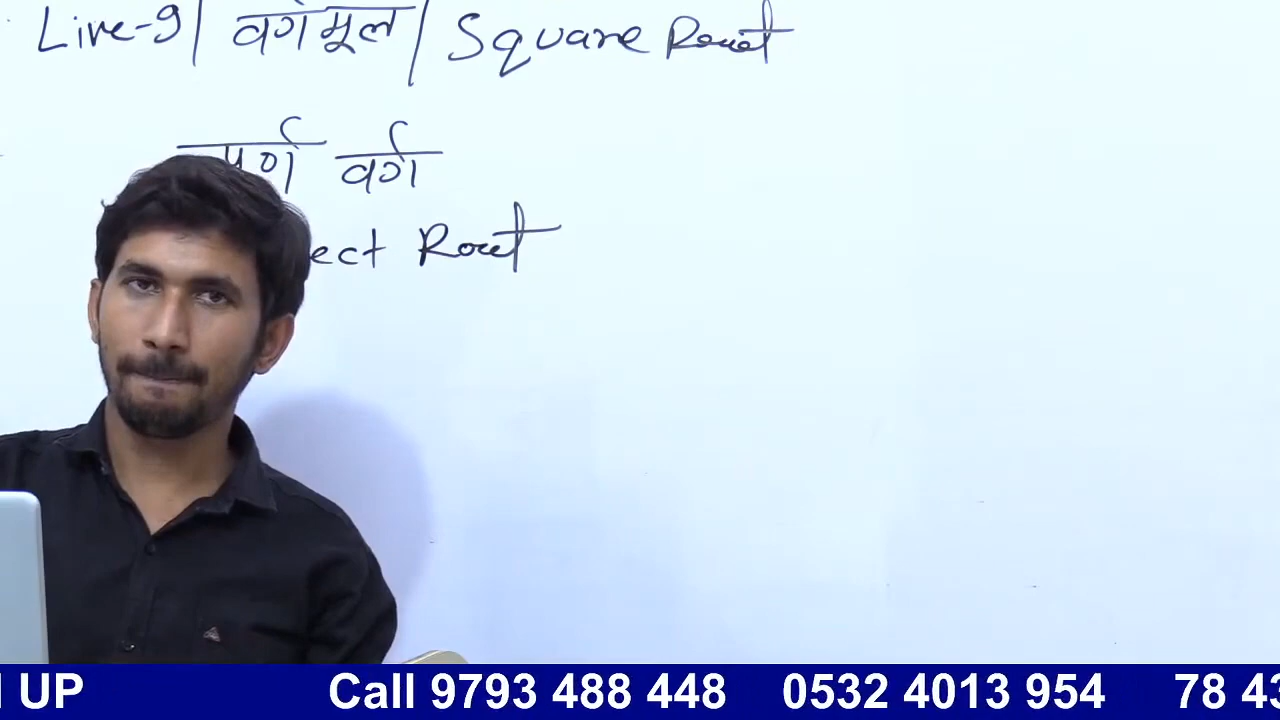 Live-9| वर्गमूल | Square Root
पूर्ण वर्ग
ect Root
UP Call 9793 488 448 0532 4013 954 78 43